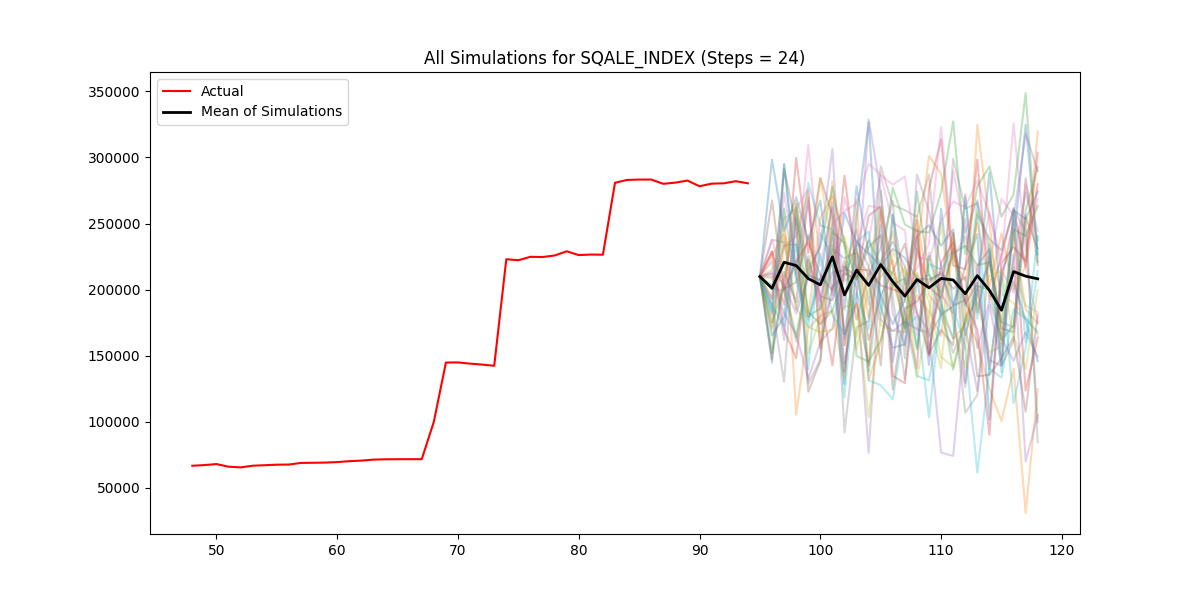 All Simulations for SQALE_INDEX (Steps = 24)
Actual
Mean of Simulations
350000
300000
250000
200000
150000
100000
50000
50 60 70 80 90 100 110 120